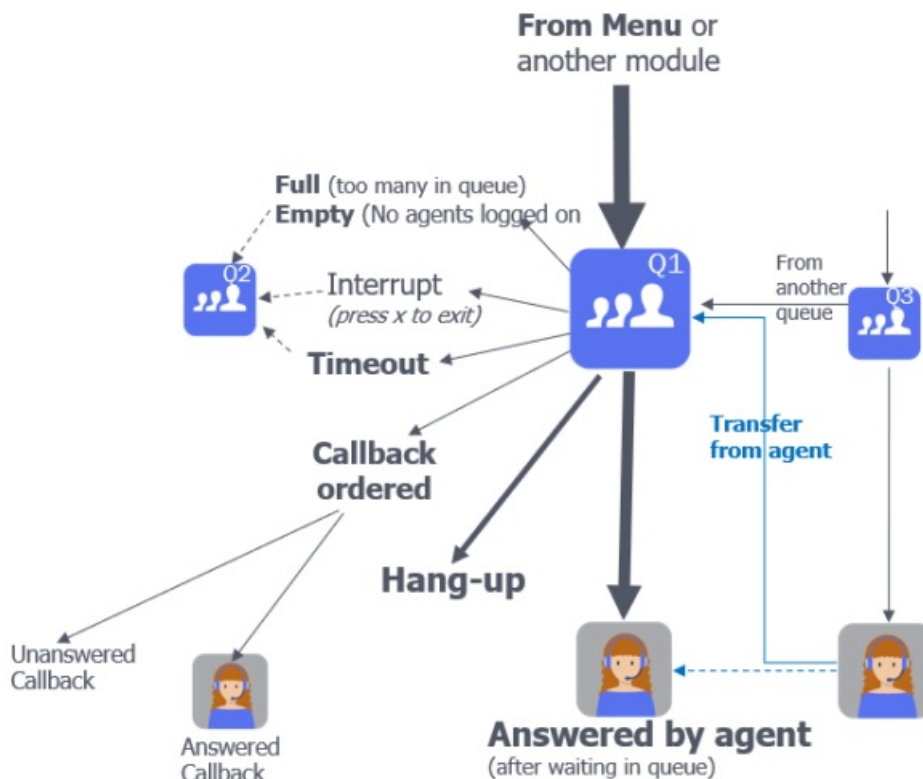 From Menu or
another module
Full (too many in queue)
Empty (No agents logged on
Q1
Q2
Interrupt
(press x to exit)
From
another
queue
Q3
Timeout
Transfer
from agent
Callback
ordered
Hang-up
Unanswered
Callback
Answered
Callback
Answered by agent
(after waiting in queue)